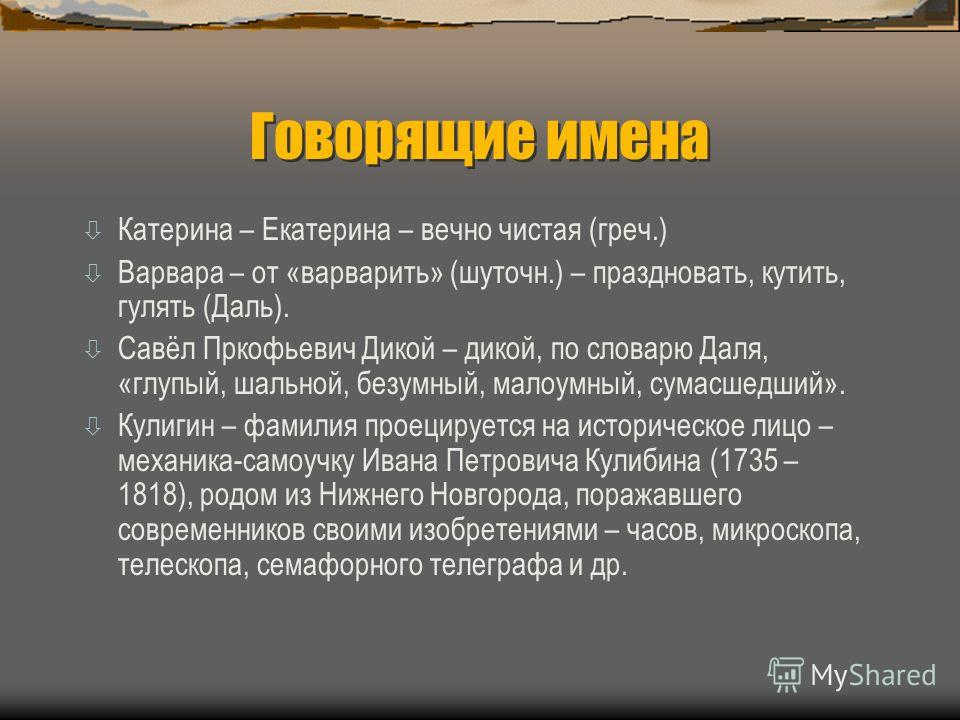 Говорящие имена
Катерина – Екатерина – вечно чистая (греч.)
Варвара – от «варварить» (шуточн.) – праздновать, кутить,
гулять (Даль).
Савёл Пркофьевич Дикой – дикой, по словарю Даля,
«глупый, шальной, безумный, малоумный, сумасшедший».
Кулигин – фамилия проецируется на историческое лицо –
механика-самоучку Ивана Петровича Кулибина (1735 –
1818), родом из Нижнего Новгорода, поражавшего
современников своими изобретениями – часов, микроскопа,
телескопа, семафорного телеграфа и др.
MyShared